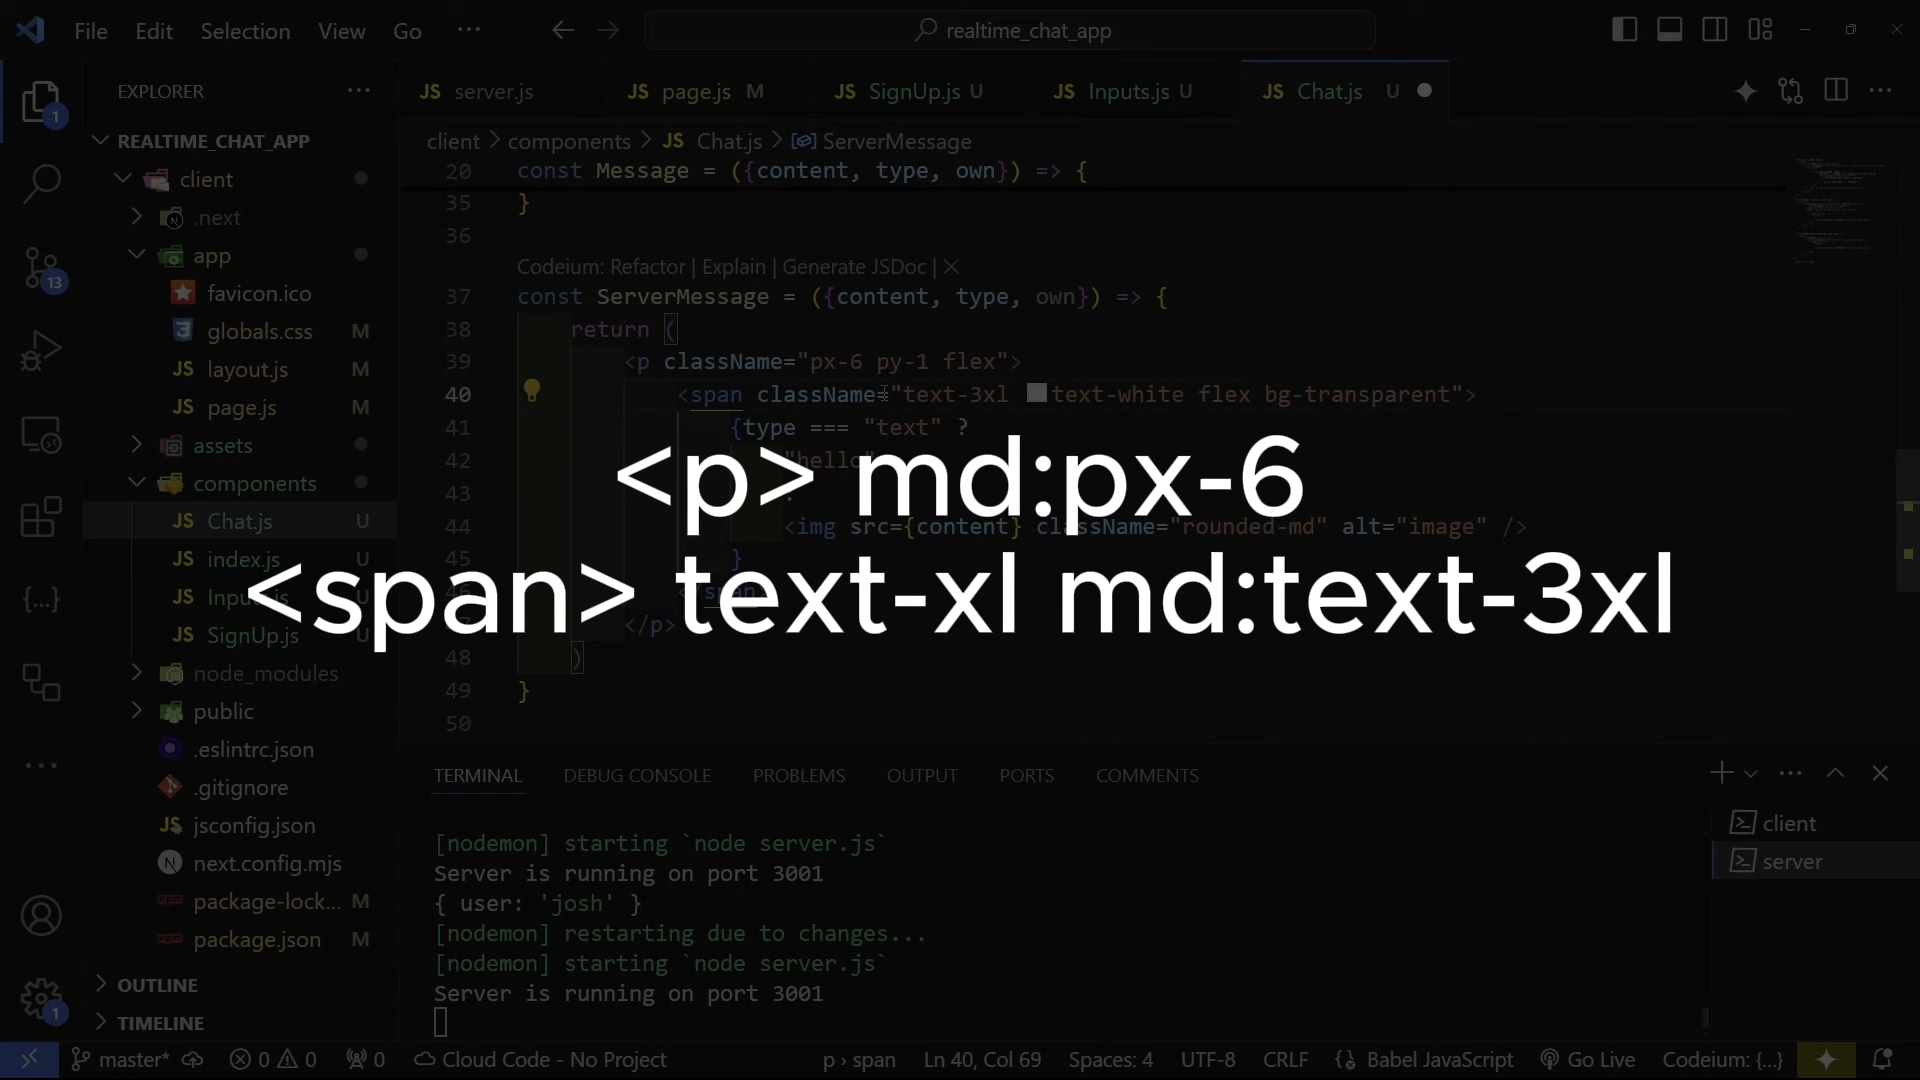 File Edit Selection View Go ··· realtime_chat_app
EXPLORER ···
REALTIME_CHAT_APP
client
.next
app
favicon.ico
globals.css M
layout.js M
page.js M
assets
components
Chat.js U
index.js U
SignUp.js U
node_modules
public
.eslintrc.json
.gitignore
jsconfig.json
next.config.mjs
package-lock... M
package.json M
OUTLINE
TIMELINE
1
13
1
JS server.js JS page.js M JS SignUp.js U JS Inputs.js U JS Chat.js U
client > components > JS Chat.js > ServerMessage
20 const Message = ({content, type, own}) => {
35 }
36
Codeium: Refactor | Explain | Generate JSDoc | X
37 const ServerMessage = ({content, type, own}) => {
38 return (
39 <p className="px-6 py-1 flex">
40 <span className="text-3xl text-white flex bg-transparent">
41 {type === "text" ?
42 "hello"
43 :
44 <img src={content} className="rounded-md" alt="image" />
45 }
</p>
48 )
49 }
50
<p> md:px-6
<span> text-xl md:text-3xl
TERMINAL DEBUG CONSOLE PROBLEMS OUTPUT PORTS COMMENTS
[nodemon] starting `node server.js`
Server is running on port 3001
{ user: 'josh' }
[nodemon] restarting due to changes...
[nodemon] starting `node server.js`
Server is running on port 3001
client
server
master* 0 0 0 Cloud Code - No Project p > span Ln 40, Col 69 Spaces: 4 UTF-8 CRLF Babel JavaScript Go Live Codeium: {...}